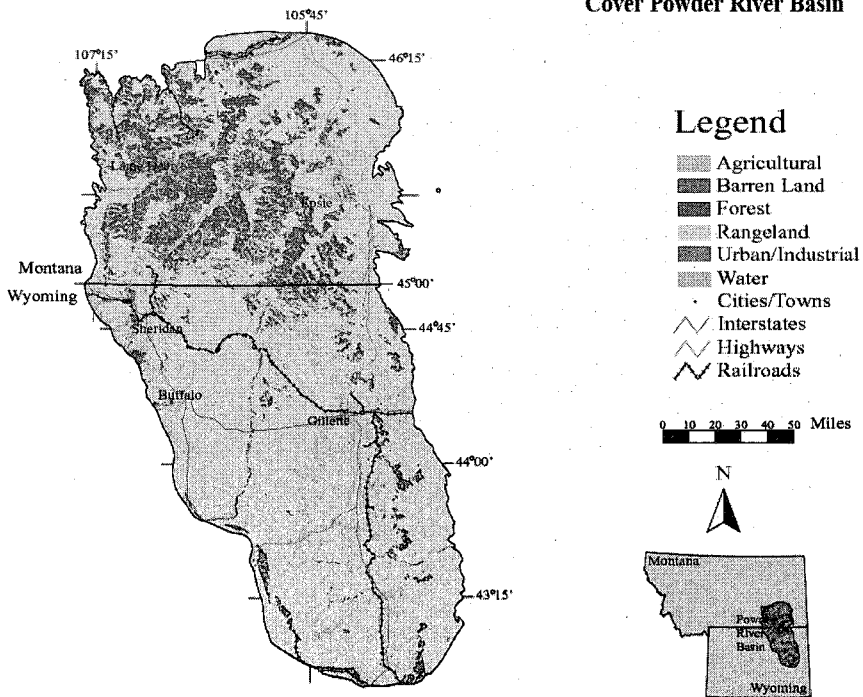 Cover Powder River Basin
105°45'
107°15'
46°15'
Legend
Agricultural
Barren Land
Forest
Rangeland
Urban/Industrial
Water
Cities/Towns
Interstates
Highways
Railroads
Epsie
Montana
45°00'
Wyoming
44°45'
Sheridan
Buffalo
Gillette
0 10 20 30 40 50 Miles
44°00'
N
43°15'
Montana
River
Basin
Wyoming